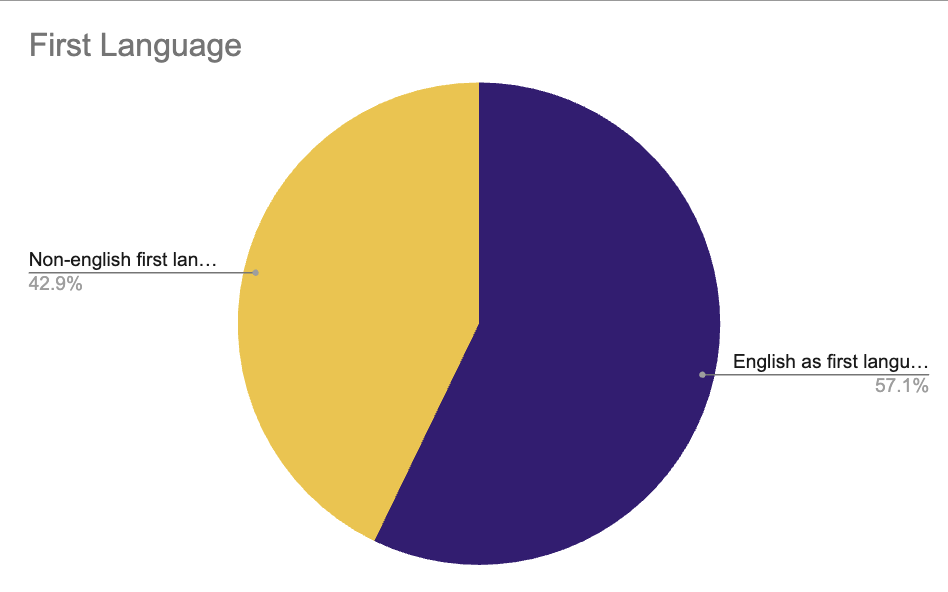 First Language
Non-english first lan…
42.9%
English as first langu…
57.1%